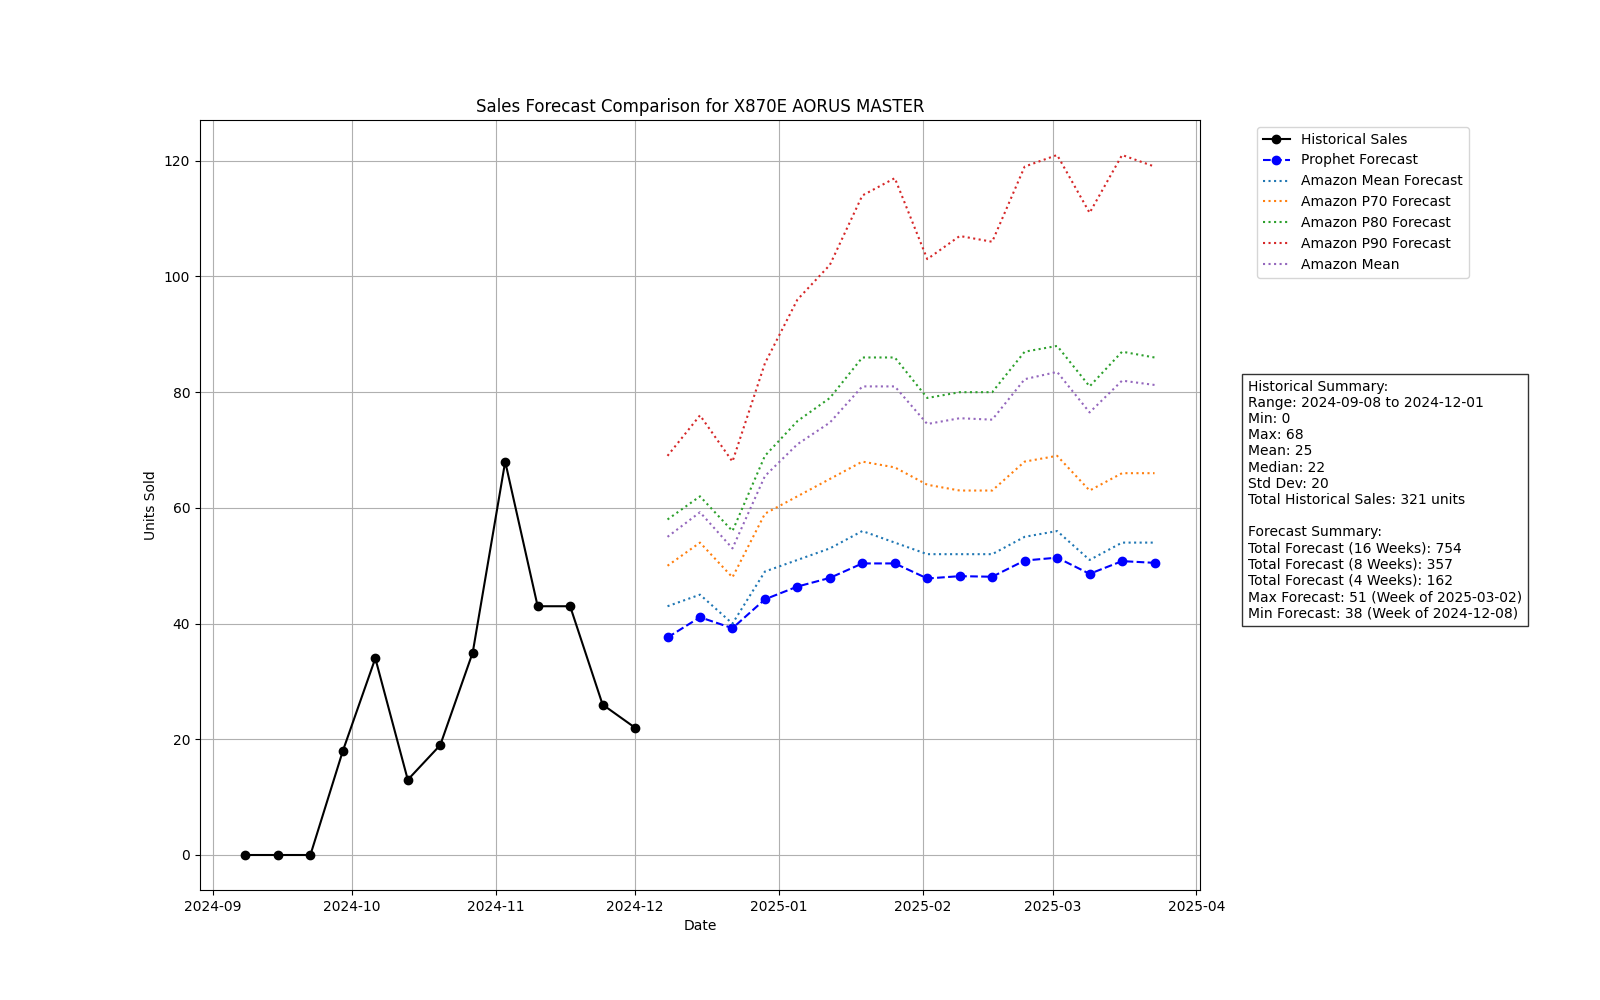 Sales Forecast Comparison for X870E AORUS MASTER
Units Sold
120
100
80
60
40
20
0
2024-09
2024-10
2024-11
2024-12
2025-01
2025-02
2025-03
2025-04
Date
Historical Sales
Prophet Forecast
Amazon Mean Forecast
Amazon P70 Forecast
Amazon P80 Forecast
Amazon P90 Forecast
Amazon Mean
Historical Summary:
Range: 2024-09-08 to 2024-12-01
Min: 0
Max: 68
Mean: 25
Median: 22
Std Dev: 20
Total Historical Sales: 321 units
Forecast Summary:
Total Forecast (16 Weeks): 754
Total Forecast (8 Weeks): 357
Total Forecast (4 Weeks): 162
Max Forecast: 51 (Week of 2025-03-02)
Min Forecast: 38 (Week of 2024-12-08)